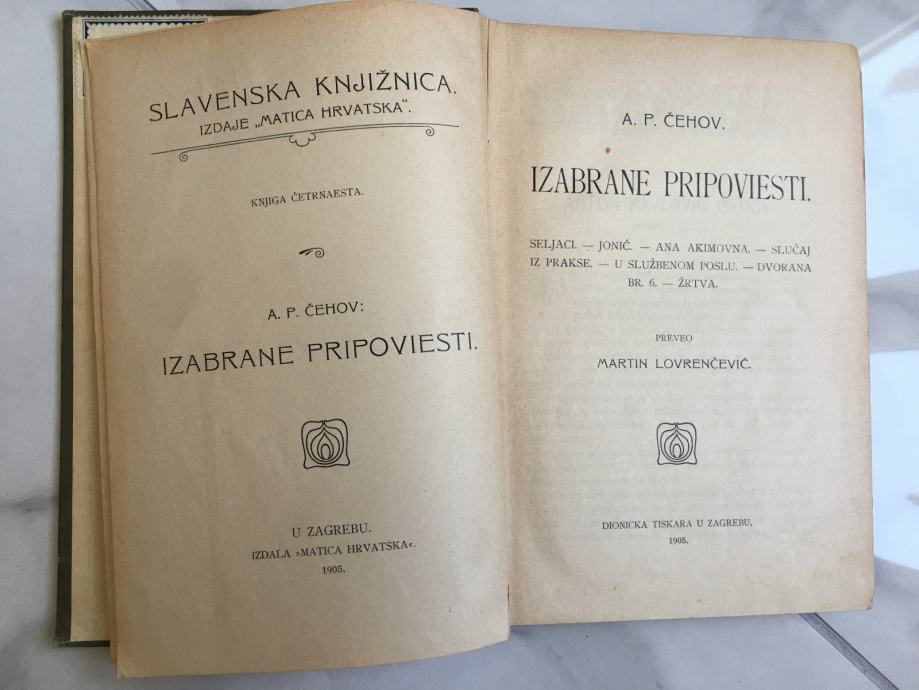 SLAVENSKA KNJIŽNICA.
IZDAJE „MATICA HRVATSKA“.
KNJIGA ČETRNAESTA.
A. P. ČEHOV:
IZABRANE PRIPOVIESTI.
U ZAGREBU.
IZDALA »MATICA HRVATSKA«.
1905.
A. P. ČEHOV.
IZABRANE PRIPOVIESTI.
SELJACI. — JONIĆ. — ANA AKIMOVNA. — SLUČAJ
IZ PRAKSE. — U SLUŽBENOM POSLU. — DVORANA
BR. 6. — ŽRTVA.
PREVEO
MARTIN LOVRENČEVIĆ.
DIONICKA TISKARA U ZAGREBU.
1905.